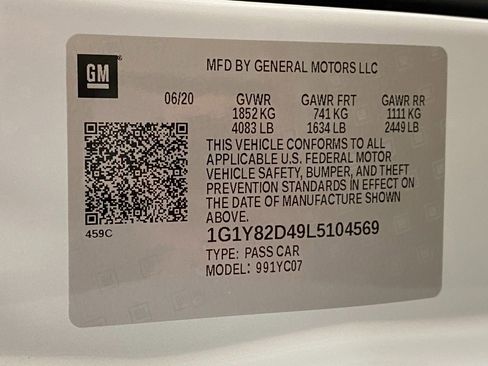 GM
MFD BY GENERAL MOTORS LLC
06/20 GVWR GAWR FRT GAWR RR
1852 KG 741 KG 1111 KG
4083 LB 1634 LB 2449 LB
THIS VEHICLE CONFORMS TO ALL
APPLICABLE U.S. FEDERAL MOTOR
VEHICLE SAFETY, BUMPER, AND THEFT
PREVENTION STANDARDS IN EFFECT ON
THE DATE OF MANUFACTURE SHOWN
ABOVE.
459C
1G1Y82D49L5104569
TYPE: PASS CAR
MODEL: 991YC07